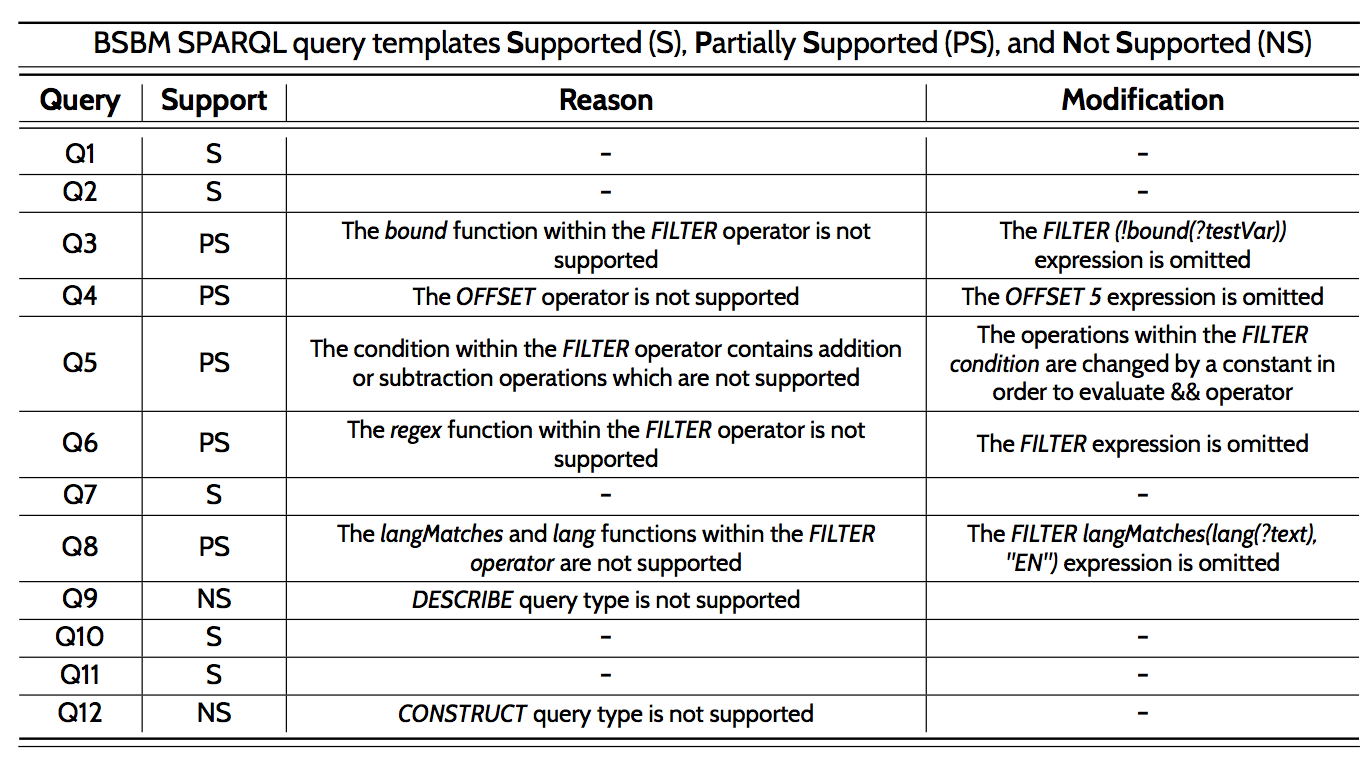 BSBM SPARQL query templates Supported (S), Partially Supported (PS), and Not Supported (NS)
Query Support Reason Modification
Q1 S – –
Q2 S – –
Q3 PS The bound function within the FILTER operator is not
supported
The FILTER (!bound(?testVar))
expression is omitted
Q4 PS The OFFSET operator is not supported The OFFSET 5 expression is omitted
Q5 PS The condition within the FILTER operator contains addition
or subtraction operations which are not supported
The operations within the FILTER
condition are changed by a constant in
order to evaluate && operator
Q6 PS The regex function within the FILTER operator is not
supported
The FILTER expression is omitted
Q7 S – –
Q8 PS The langMatches and lang functions within the FILTER
operator are not supported
The FILTER langMatches(lang(?text),
"EN") expression is omitted
Q9 NS DESCRIBE query type is not supported
Q10 S – –
Q11 S – –
Q12 NS CONSTRUCT query type is not supported –